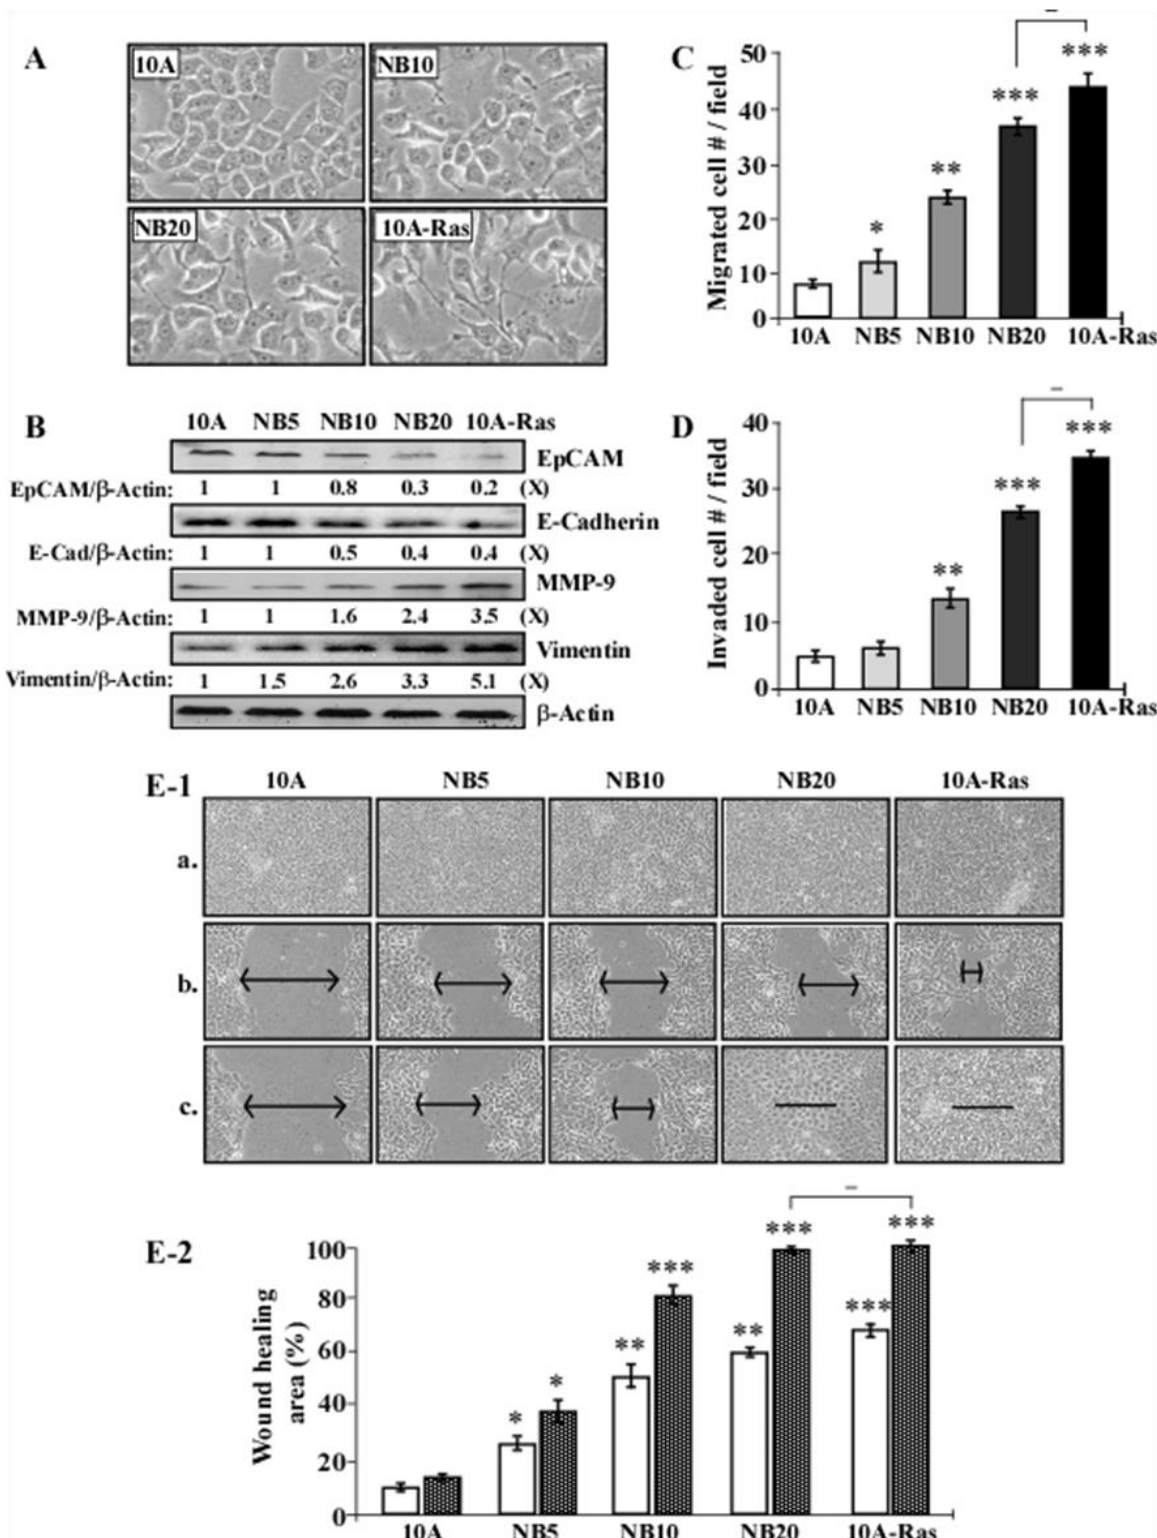 A
10A
NB10
NB20
10A-Ras
C
Migrated cell # / field
50
40
30
20
10
0
–
*
**
***
***
10A NB5 NB10 NB20 10A-Ras
B
10A NB5 NB10 NB20 10A-Ras
EpCAM
EpCAM/β-Actin: 1 1 0.8 0.3 0.2 (X)
E-Cadherin
E-Cad/β-Actin: 1 1 0.5 0.4 0.4 (X)
MMP-9
MMP-9/β-Actin: 1 1 1.6 2.4 3.5 (X)
Vimentin
Vimentin/β-Actin: 1 1.5 2.6 3.3 5.1 (X)
β-Actin
D
Invaded cell # / field
40
30
20
10
0
–
**
***
***
10A NB5 NB10 NB20 10A-Ras
E-1
10A NB5 NB10 NB20 10A-Ras
a.
b.
c.
E-2
Wound healing
area (%)
100
80
60
40
20
0
–
* *
** ***
** ***
*** ***
10A NB5 NB10 NB20 10A-Ras